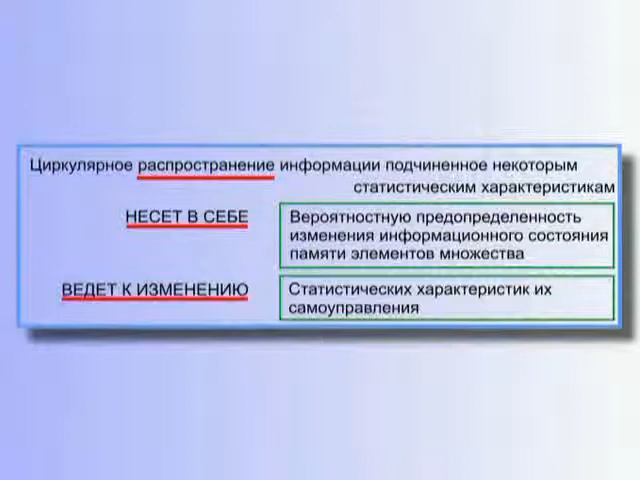 Циркулярное распространение информации подчиненное некоторым
статистическим характеристикам
НЕСЕТ В СЕБЕ
Вероятностную предопределенность
изменения информационного состояния
памяти элементов множества
ВЕДЕТ К ИЗМЕНЕНИЮ
Статистических характеристик их
самоуправления